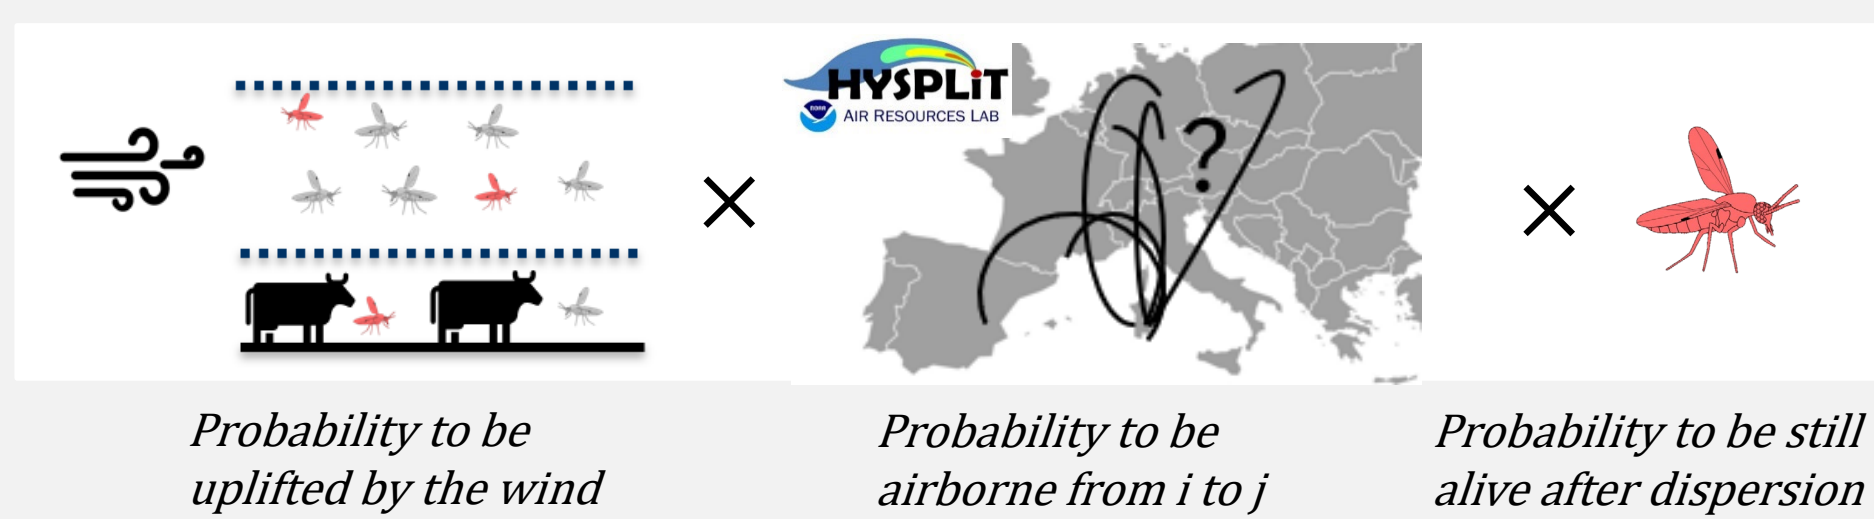 HYSPLiT
NOAA
AIR RESOURCES LAB
?
×
×
Probability to be
uplifted by the wind
Probability to be
airborne from i to j
Probability to be still
alive after dispersion